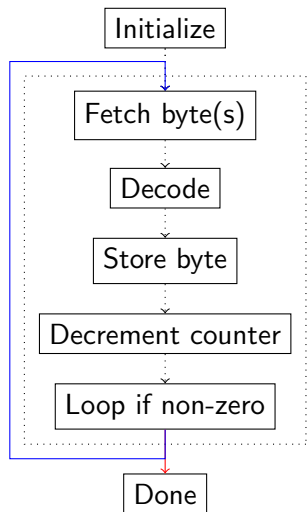 Initialize
Fetch byte(s)
Decode
Store byte
Decrement counter
Loop if non-zero
Done